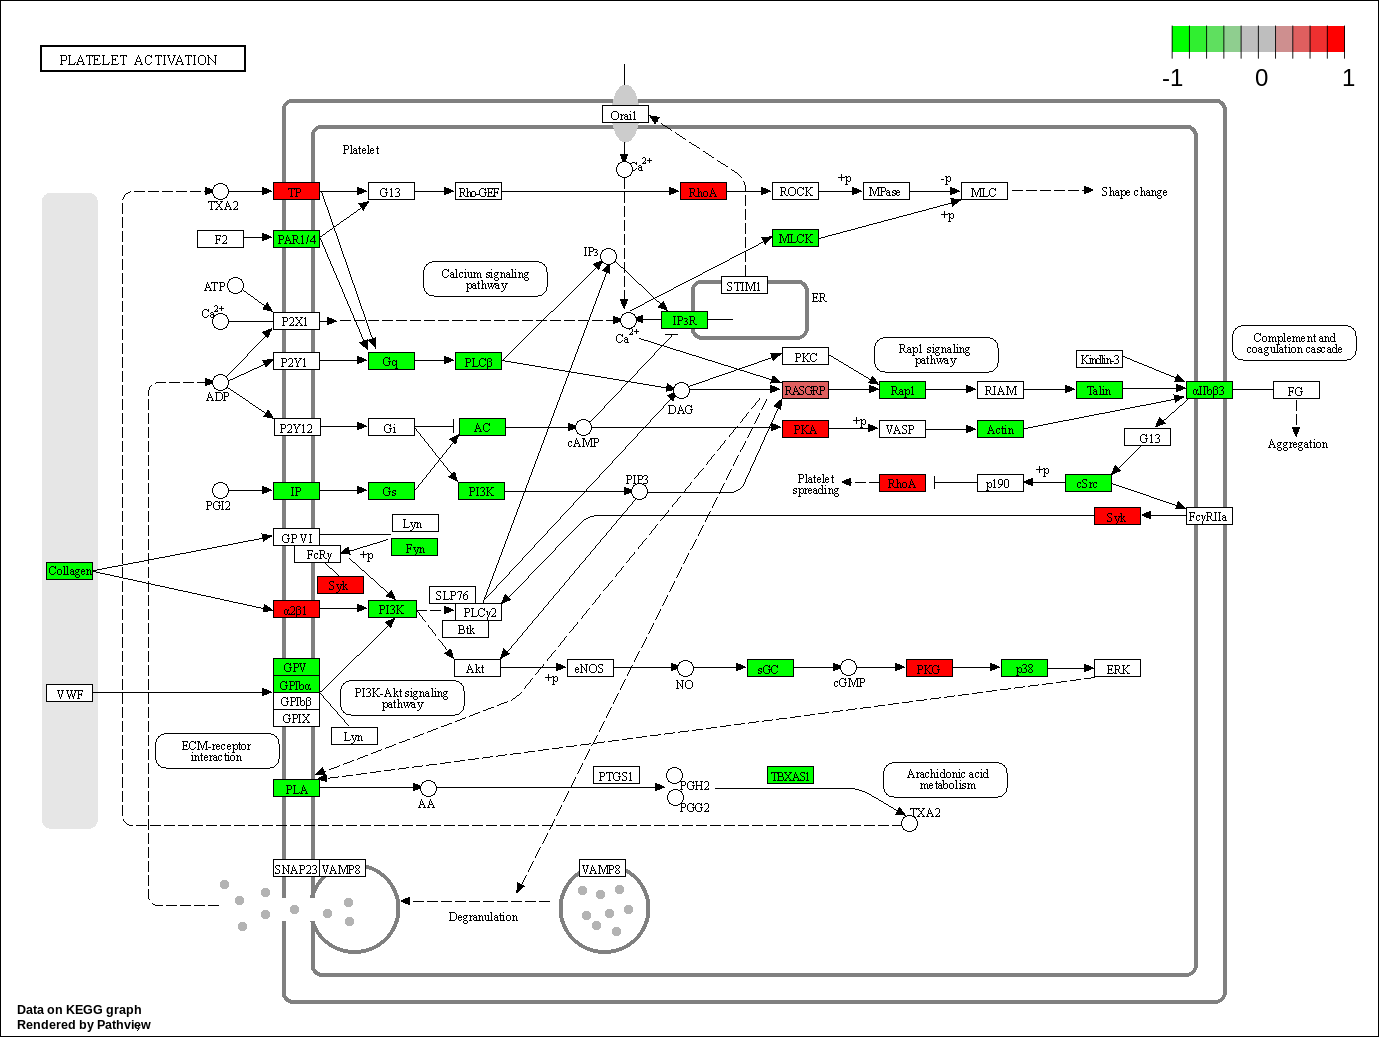 PLATELET ACTIVATION
-1 0 1
Orai1
Platelet
Ca2+
TXA2
TP
G13
Rho-GEF
RhoA
ROCK
+p
MPase
-p
MLC
Shape change
+p
F2
PAR1/4
MLCK
IP3
Calcium signaling
pathway
ATP
STIM1
ER
Ca2+
P2X1
Ca2+
IP3R
P2Y1
Gq
PLCβ
PKC
Rap1 signaling
pathway
Kindlin-3
Complement and
coagulation cascade
ADP
DAG
RASGRP
Rap1
RIAM
Talin
αIIbβ3
FG
P2Y12
Gi
AC
cAMP
PKA
+p
VASP
Actin
G13
Aggregation
PGI2
IP
Gs
PI3K
PIP3
Platelet
spreading
RhoA
p190
+p
cSrc
Syk
FcγRIIa
GPVI
Lyn
FcRγ
+p
Fyn
Collagen
Syk
α2β1
PI3K
SLP76
PLCγ2
Btk
GPV
GPIbα
GPIbβ
GPIX
VWF
Akt
+p
eNOS
NO
sGC
cGMP
PKG
p38
ERK
PI3K-Akt signaling
pathway
Lyn
ECM-receptor
interaction
PLA
AA
PTGS1
PGH2
PGG2
TBXAS1
Arachidonic acid
metabolism
TXA2
SNAP23
VAMP8
VAMP8
Degranulation
Data on KEGG graph
Rendered by Pathview